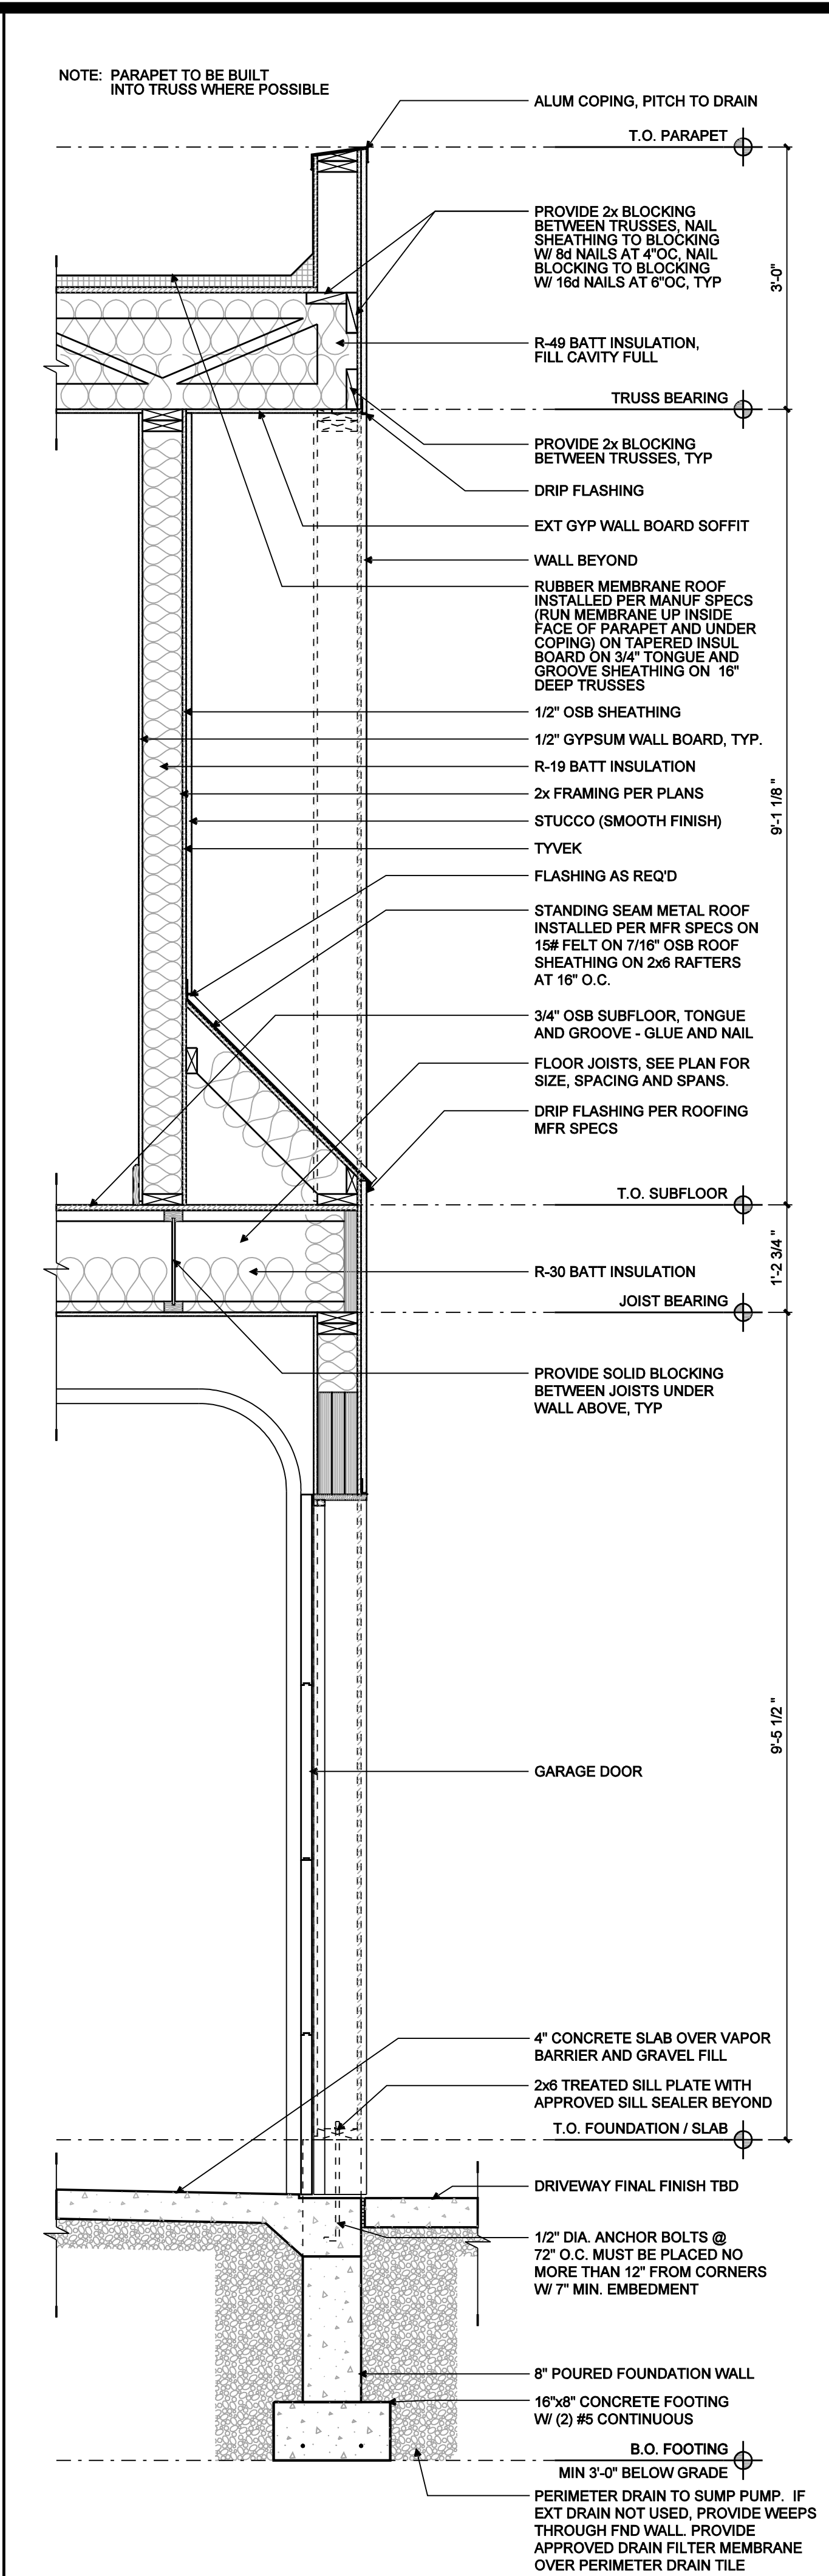 NOTE: PARAPET TO BE BUILT
INTO TRUSS WHERE POSSIBLE
ALUM COPING, PITCH TO DRAIN
T.O. PARAPET
PROVIDE 2x BLOCKING
BETWEEN TRUSSES, NAIL
SHEATHING TO BLOCKING
W/ 8d NAILS AT 4"OC, NAIL
BLOCKING TO BLOCKING
W/ 16d NAILS AT 6"OC, TYP
3'-0"
R-49 BATT INSULATION,
FILL CAVITY FULL
TRUSS BEARING
PROVIDE 2x BLOCKING
BETWEEN TRUSSES, TYP
DRIP FLASHING
EXT GYP WALL BOARD SOFFIT
WALL BEYOND
RUBBER MEMBRANE ROOF
INSTALLED PER MANUF SPECS
(RUN MEMBRANE UP INSIDE
FACE OF PARAPET AND UNDER
COPING) ON TAPERED INSUL
BOARD ON 3/4" TONGUE AND
GROOVE SHEATHING ON 16"
DEEP TRUSSES
1/2" OSB SHEATHING
1/2" GYPSUM WALL BOARD, TYP.
R-19 BATT INSULATION
2x FRAMING PER PLANS
9'-1 1/8"
STUCCO (SMOOTH FINISH)
TYVEK
FLASHING AS REQ'D
STANDING SEAM METAL ROOF
INSTALLED PER MFR SPECS ON
15# FELT ON 7/16" OSB ROOF
SHEATHING ON 2x6 RAFTERS
AT 16" O.C.
3/4" OSB SUBFLOOR, TONGUE
AND GROOVE - GLUE AND NAIL
FLOOR JOISTS, SEE PLAN FOR
SIZE, SPACING AND SPANS.
DRIP FLASHING PER ROOFING
MFR SPECS
T.O. SUBFLOOR
1'-2 3/4"
R-30 BATT INSULATION
JOIST BEARING
PROVIDE SOLID BLOCKING
BETWEEN JOISTS UNDER
WALL ABOVE, TYP
9'-5 1/2"
GARAGE DOOR
4" CONCRETE SLAB OVER VAPOR
BARRIER AND GRAVEL FILL
2x6 TREATED SILL PLATE WITH
APPROVED SILL SEALER BEYOND
T.O. FOUNDATION / SLAB
DRIVEWAY FINAL FINISH TBD
1/2" DIA. ANCHOR BOLTS @
72" O.C. MUST BE PLACED NO
MORE THAN 12" FROM CORNERS
W/ 7" MIN. EMBEDMENT
8" POURED FOUNDATION WALL
16"x8" CONCRETE FOOTING
W/ (2) #5 CONTINUOUS
B.O. FOOTING
MIN 3'-0" BELOW GRADE
PERIMETER DRAIN TO SUMP PUMP. IF
EXT DRAIN NOT USED, PROVIDE WEEPS
THROUGH FND WALL. PROVIDE
APPROVED DRAIN FILTER MEMBRANE
OVER PERIMETER DRAIN TILE